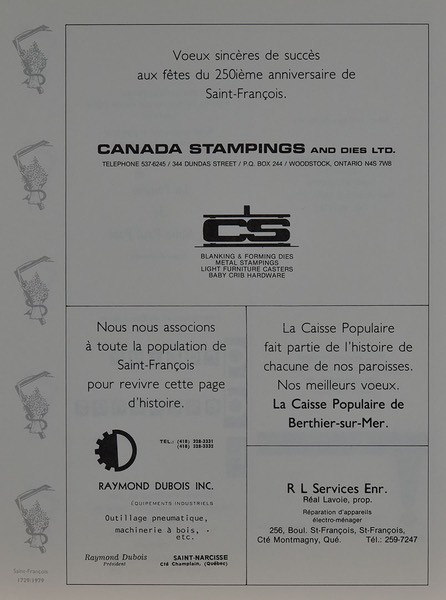 Voeux sincères de succès
aux fêtes du 250ième anniversaire de
Saint-François.
CANADA STAMPINGS AND DIES LTD.
TELEPHONE 537-6245 / 344 DUNDAS STREET / P.O. BOX 244 / WOODSTOCK, ONTARIO N4S 7W8
CS
BLANKING & FORMING DIES
METAL STAMPINGS
LIGHT FURNITURE CASTERS
BABY CRIB HARDWARE
Nous nous associons
à toute la population de
Saint-François
pour revivre cette page
d'histoire.
TEL.: (418) 328-3331
(418) 328-3332
RAYMOND DUBOIS INC.
ÉQUIPEMENTS INDUSTRIELS
Outillage pneumatique,
machinerie à bois,
etc.
Raymond Dubois
Président
SAINT-NARCISSE
Cté Champlain, (Québec)
La Caisse Populaire
fait partie de l'histoire de
chacune de nos paroisses.
Nos meilleurs voeux.
La Caisse Populaire de
Berthier-sur-Mer.
R L Services Enr.
Réal Lavoie, prop.
Réparation d'appareils
électro-ménager
256, Boul. St-François, St-François,
Cté Montmagny, Qué. Tél.: 259-7247
Saint-François
1729/1979